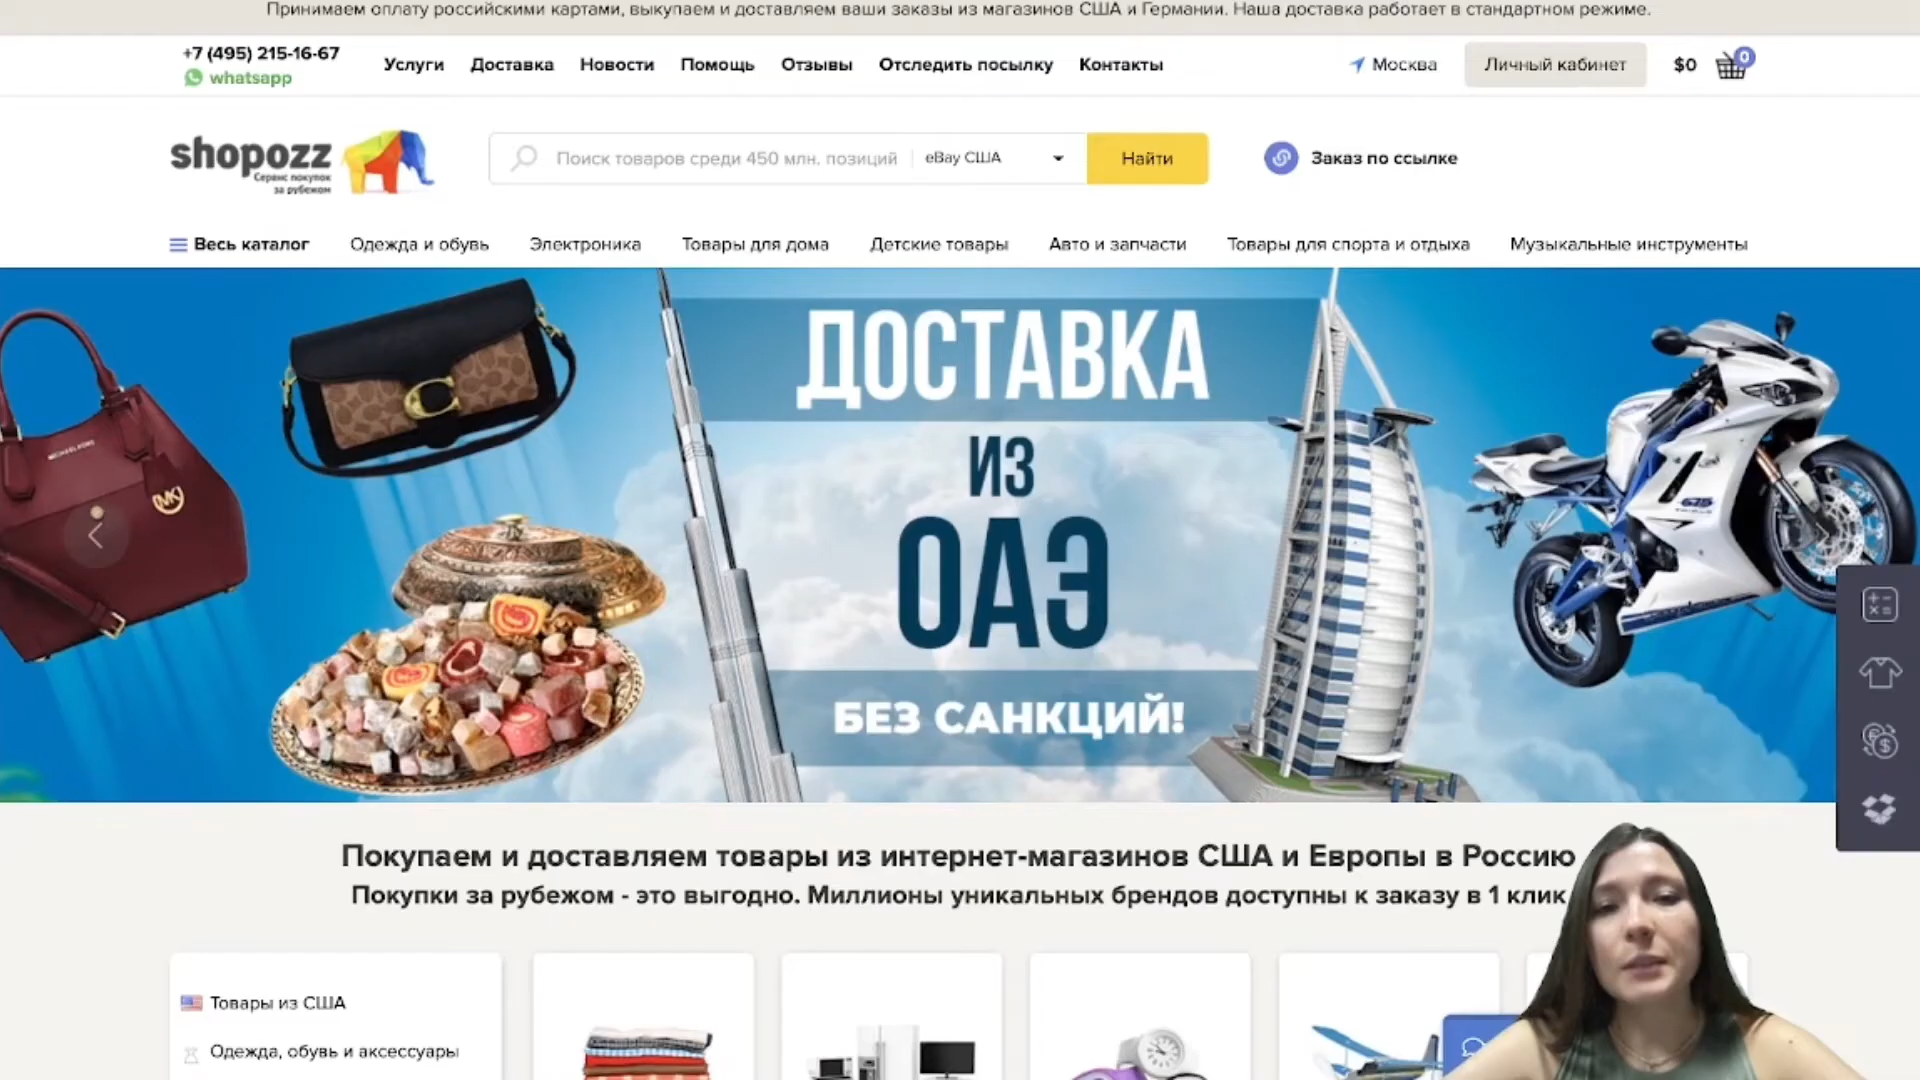 Принимаем оплату российскими картами, выкупаем и доставляем ваши заказы из магазинов США и Германии. Наша доставка работает в стандартном режиме.
+7 (495) 215-16-67
whatsapp
Услуги Доставка Новости Помощь Отзывы Отследить посылку Контакты
Москва
Личный кабинет
$0
0
shopozz
Сервис покупок
за рубежом
Поиск товаров среди 450 млн. позиций
eBay США
Найти
Заказ по ссылке
Весь каталог Одежда и обувь Электроника Товары для дома Детские товары Авто и запчасти Товары для спорта и отдыха Музыкальные инструменты
ДОСТАВКА
ИЗ
ОАЭ
БЕЗ САНКЦИЙ!
MICHAEL KORS
MK
675
Покупаем и доставляем товары из интернет-магазинов США и Европы в Россию
Покупки за рубежом - это выгодно. Миллионы уникальных брендов доступны к заказу в 1 клик
Товары из США
Одежда, обувь и аксессуары